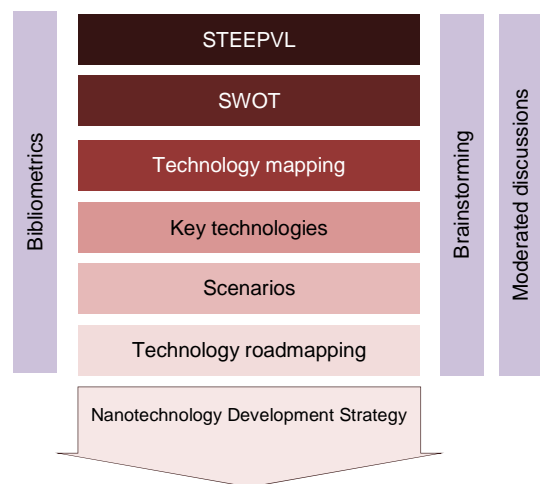 STEEPVL
SWOT
Technology mapping
Key technologies
Scenarios
Technology roadmapping
Nanotechnology Development Strategy
Bibliometrics
Brainstorming
Moderated discussions